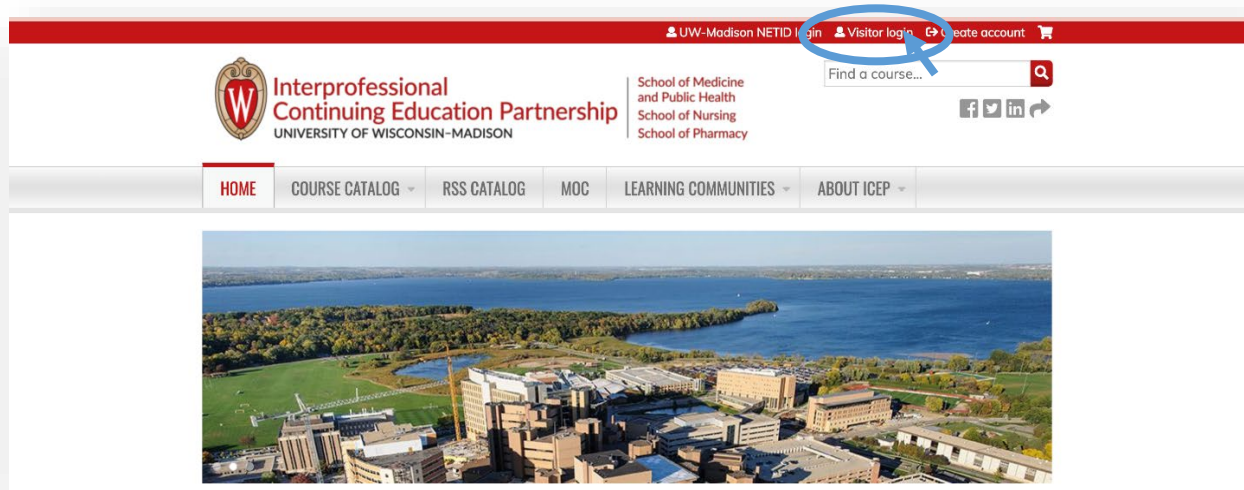 UW-Madison NETID login Visitor login Create account
Find a course...
W
Interprofessional
Continuing Education Partnership
UNIVERSITY OF WISCONSIN-MADISON
School of Medicine
and Public Health
School of Nursing
School of Pharmacy
HOME COURSE CATALOG RSS CATALOG MOC LEARNING COMMUNITIES ABOUT ICEP